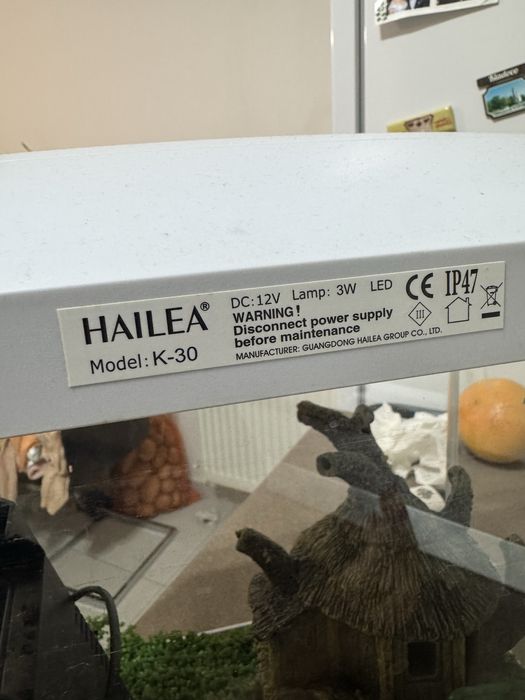 HAILEA®
Model: K-30
DC: 12V Lamp: 3W LED
WARNING!
Disconnect power supply
before maintenance
MANUFACTURER: GUANGDONG HAILEA GROUP CO., LTD.
CE IP47
III